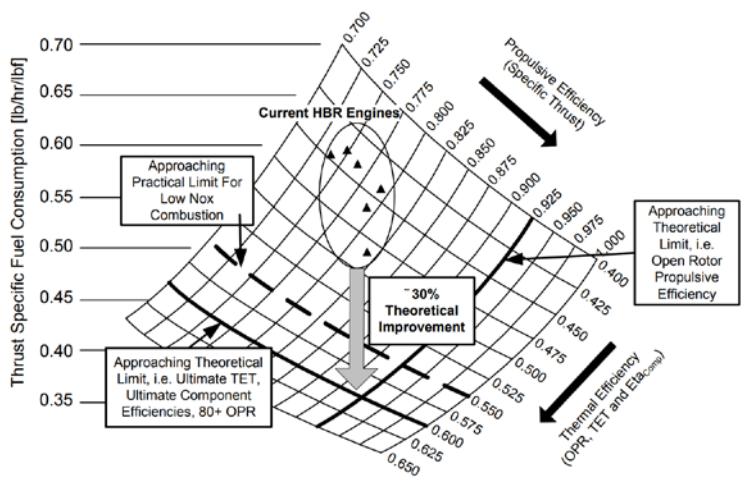 Thrust Specific Fuel Consumption [lb/hr/lbf]
0.70
0.65
0.60
0.55
0.50
0.45
0.40
0.35
0.700
0.725
0.750
0.775
0.800
0.825
0.850
0.875
0.900
0.925
0.950
0.975
1.000
0.400
0.425
0.450
0.475
0.500
0.525
0.550
0.575
0.600
0.625
0.650
Propulsive Efficiency
(Specific Thrust)
Current HBR Engines
Approaching
Practical Limit For
Low Nox
Combustion
Approaching
Theoretical
Limit, i.e.
Open Rotor
Propulsive
Efficiency
~30%
Theoretical
Improvement
Approaching Theoretical
Limit, i.e. Ultimate TET,
Ultimate Component
Efficiencies, 80+ OPR
Thermal Efficiency
(OPR, TET and EtaComp)